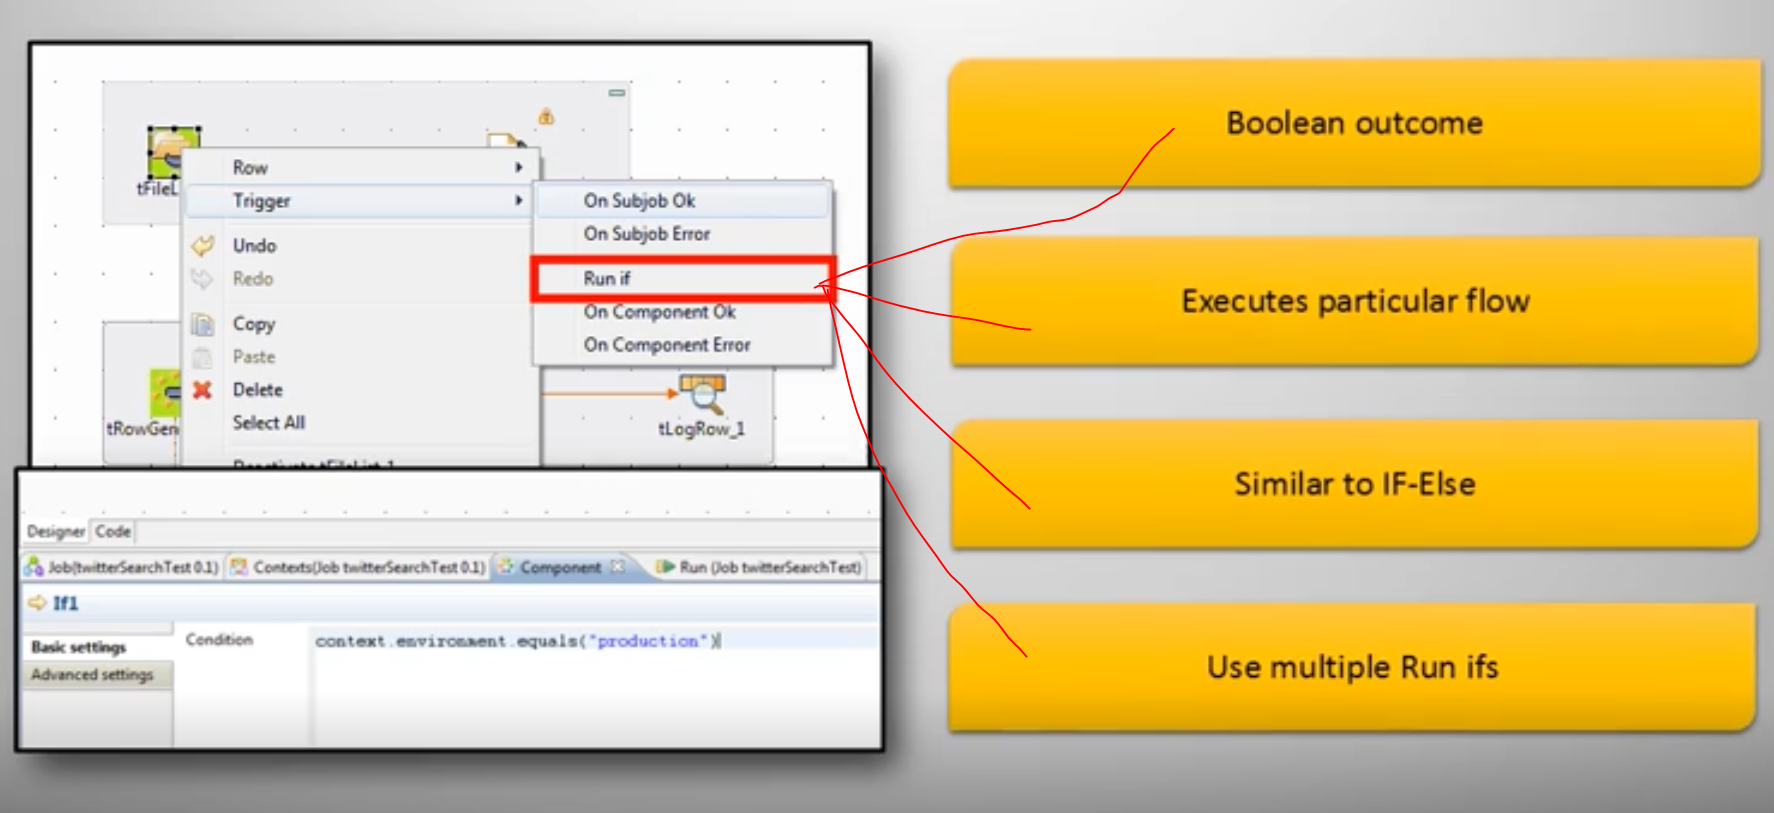 tFileL
Row
Trigger
Undo
Redo
Copy
Paste
Delete
Select All
On Subjob Ok
On Subjob Error
Run if
On Component Ok
On Component Error
tRowGen
tLogRow_1
Designer Code
Job(twitterSearchTest 0.1) Contexts(Job twitterSearchTest 0.1) Component Run (Job twitterSearchTest)
If1
Basic settings
Advanced settings
Condition
context.environment.equals("production")
Boolean outcome
Executes particular flow
Similar to IF-Else
Use multiple Run ifs